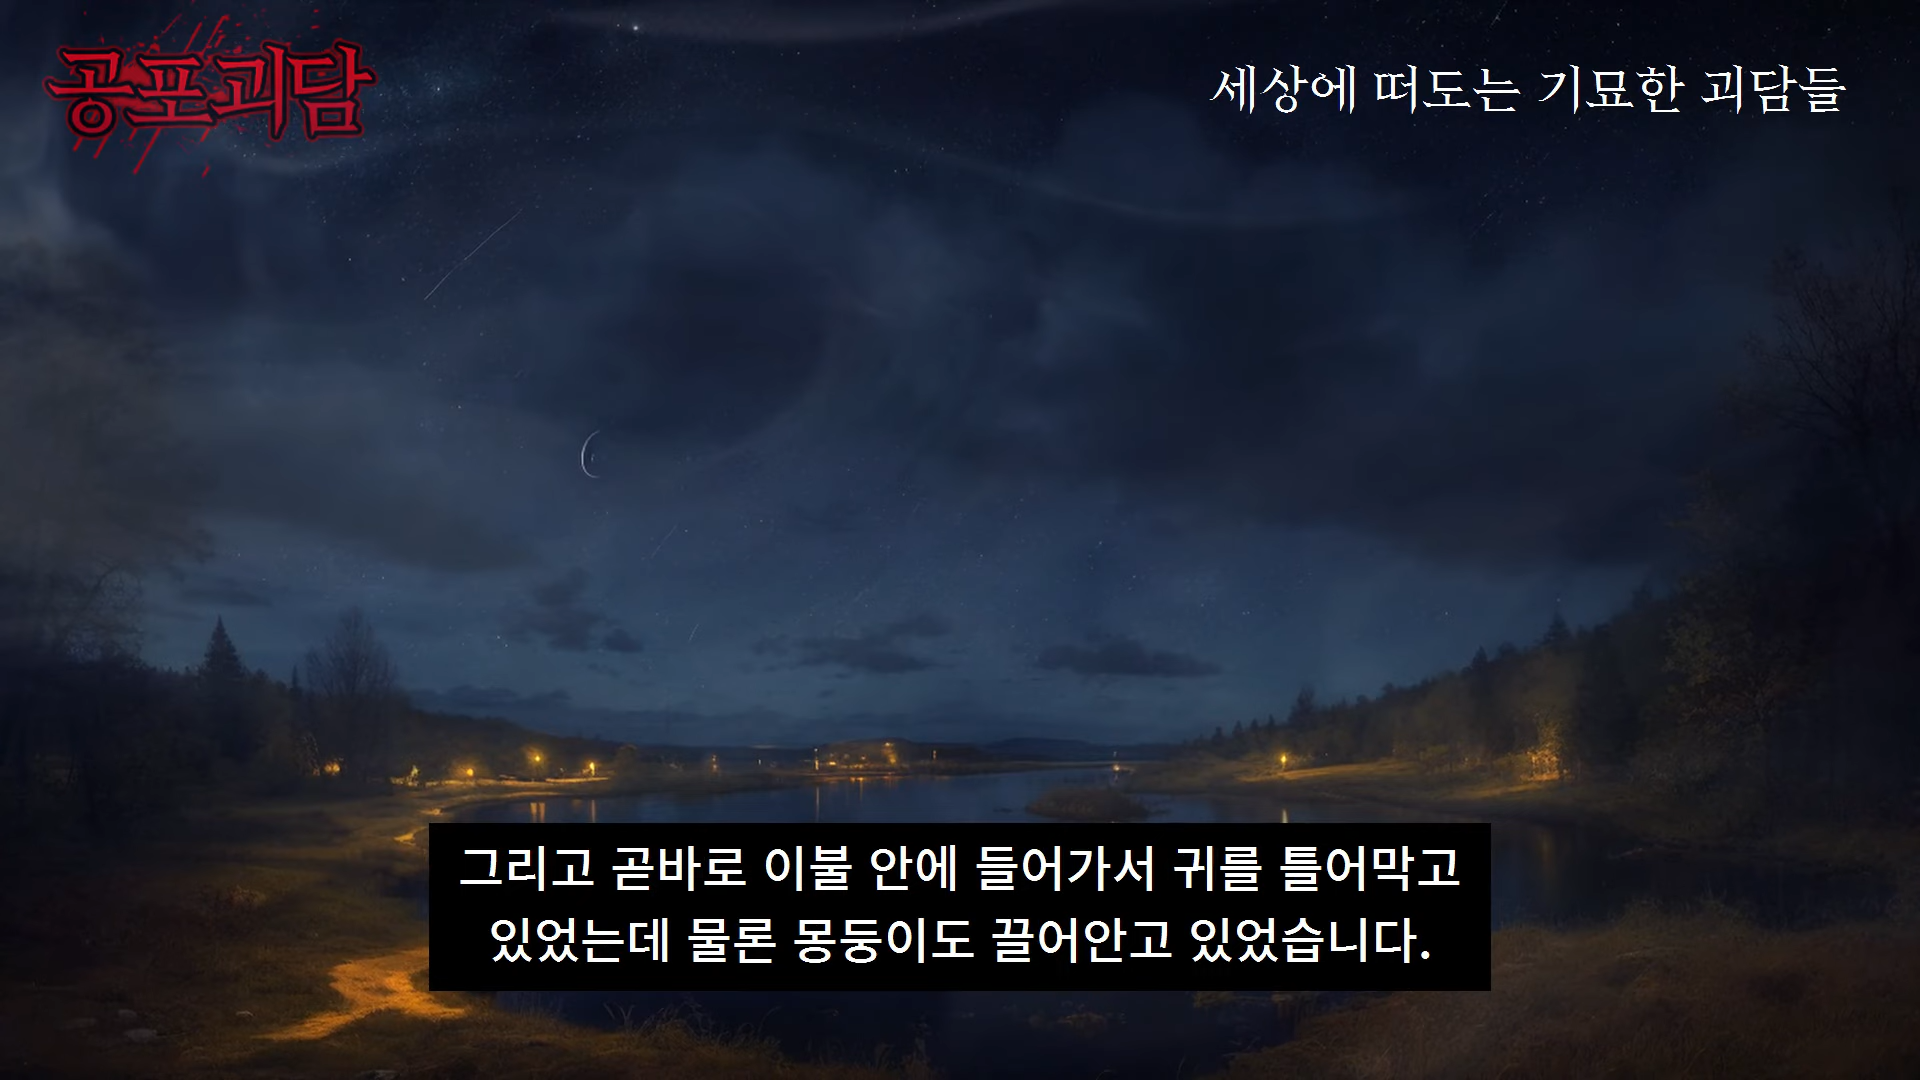 공포괴담
세상에 떠도는 기묘한 괴담들
그리고 곧바로 이불 안에 들어가서 귀를 틀어막고
있었는데 물론 몽둥이도 끌어안고 있었습니다.